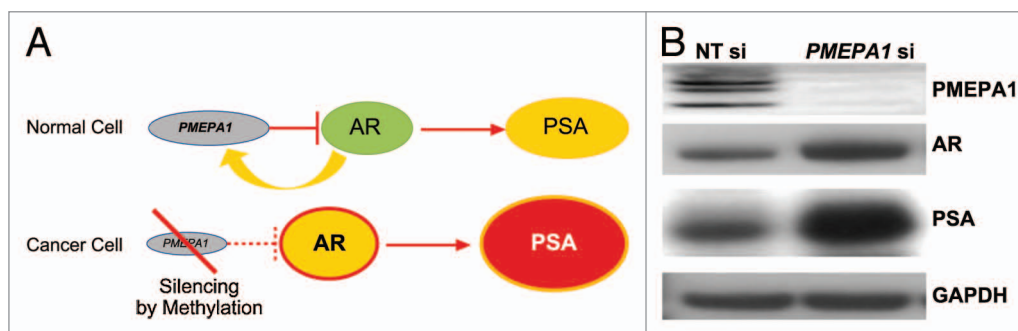 A
Normal Cell
PMEPA1
AR
PSA
Cancer Cell
PMEPA1
AR
PSA
Silencing
by Methylation
B
NT si
PMEPA1 si
PMEPA1
AR
PSA
GAPDH